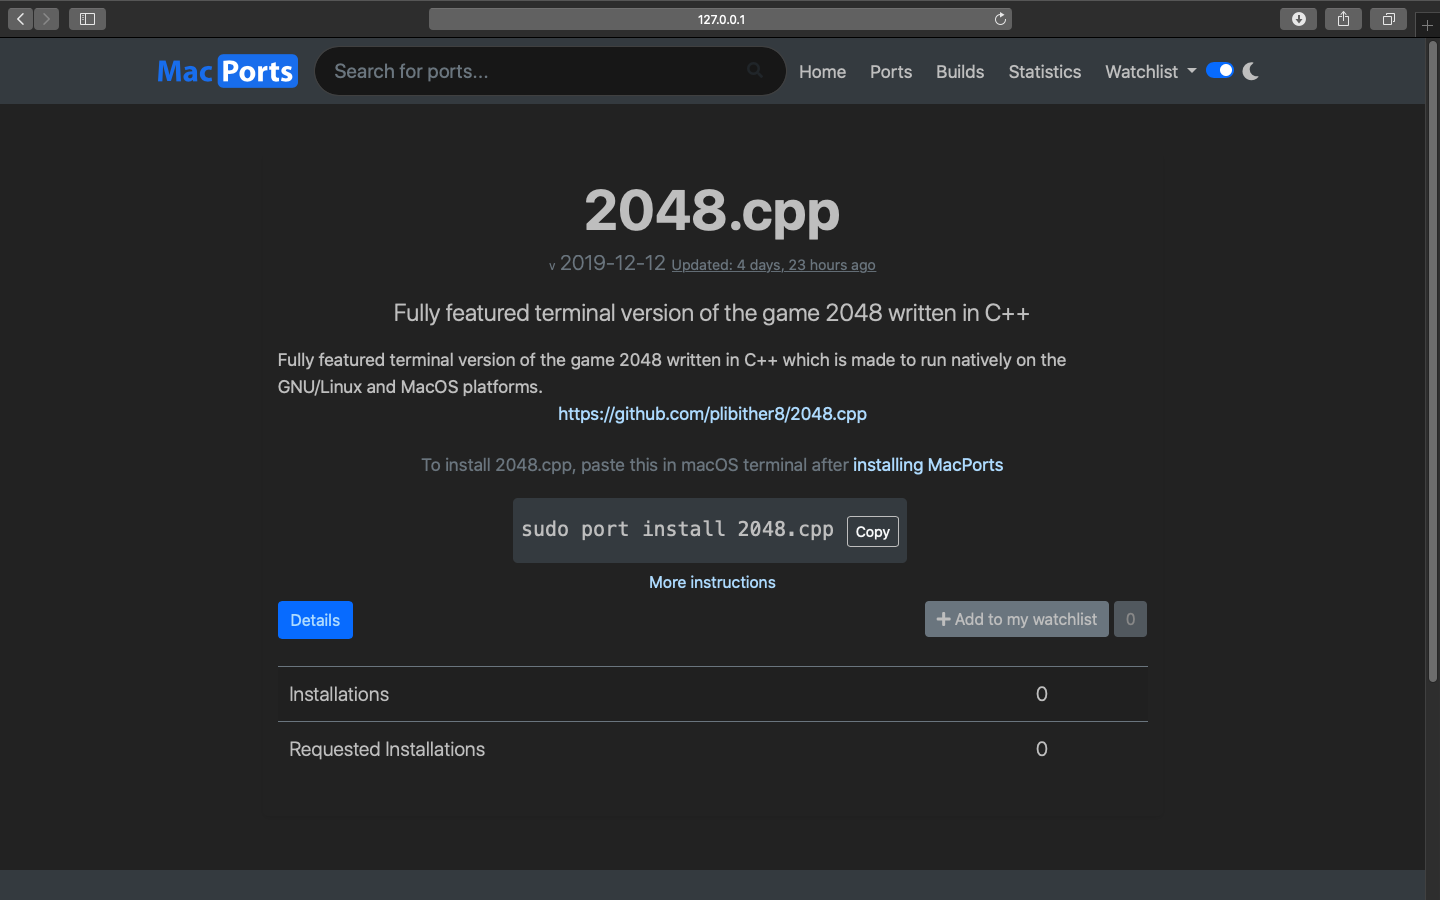 127.0.0.1
Mac Ports
Search for ports...
Home
Ports
Builds
Statistics
Watchlist
2048.cpp
v 2019-12-12 Updated: 4 days, 23 hours ago
Fully featured terminal version of the game 2048 written in C++
Fully featured terminal version of the game 2048 written in C++ which is made to run natively on the
GNU/Linux and MacOS platforms.
https://github.com/plibither8/2048.cpp
To install 2048.cpp, paste this in macOS terminal after installing MacPorts
sudo port install 2048.cpp
Copy
More instructions
Details
+ Add to my watchlist
0
Installations 0
Requested Installations 0